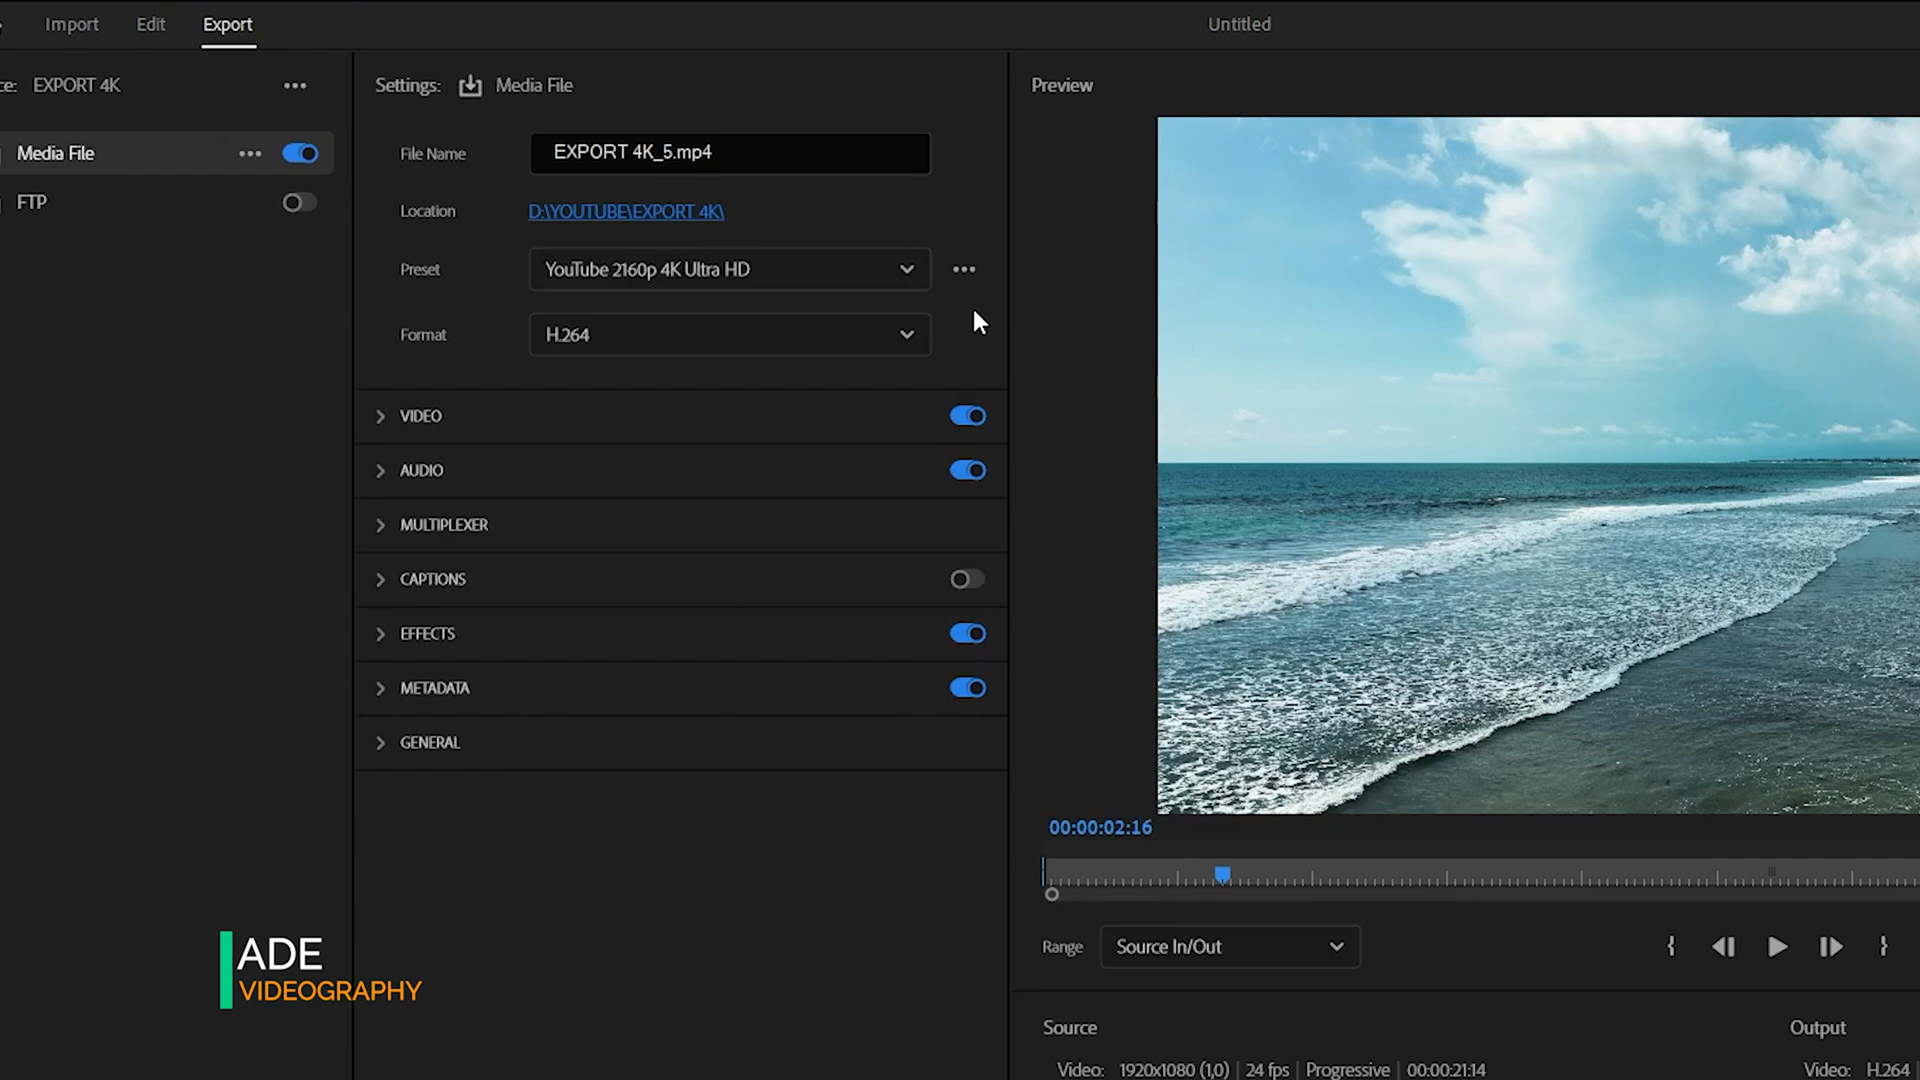 Import Edit Export Untitled
ce: EXPORT 4K •••
Media File •••
FTP
Settings: Media File
File Name EXPORT 4K_5.mp4
Location D:\YOUTUBE\EXPORT 4K\
Preset YouTube 2160p 4K Ultra HD •••
Format H.264
VIDEO
AUDIO
MULTIPLEXER
CAPTIONS
EFFECTS
METADATA
GENERAL
Preview
00:00:02:16
Range Source In/Out
Source
Video: 1920x1080 (1,0) | 24 fps | Progressive | 00:00:21:14
Output
Video: H.264
ADE
VIDEOGRAPHY